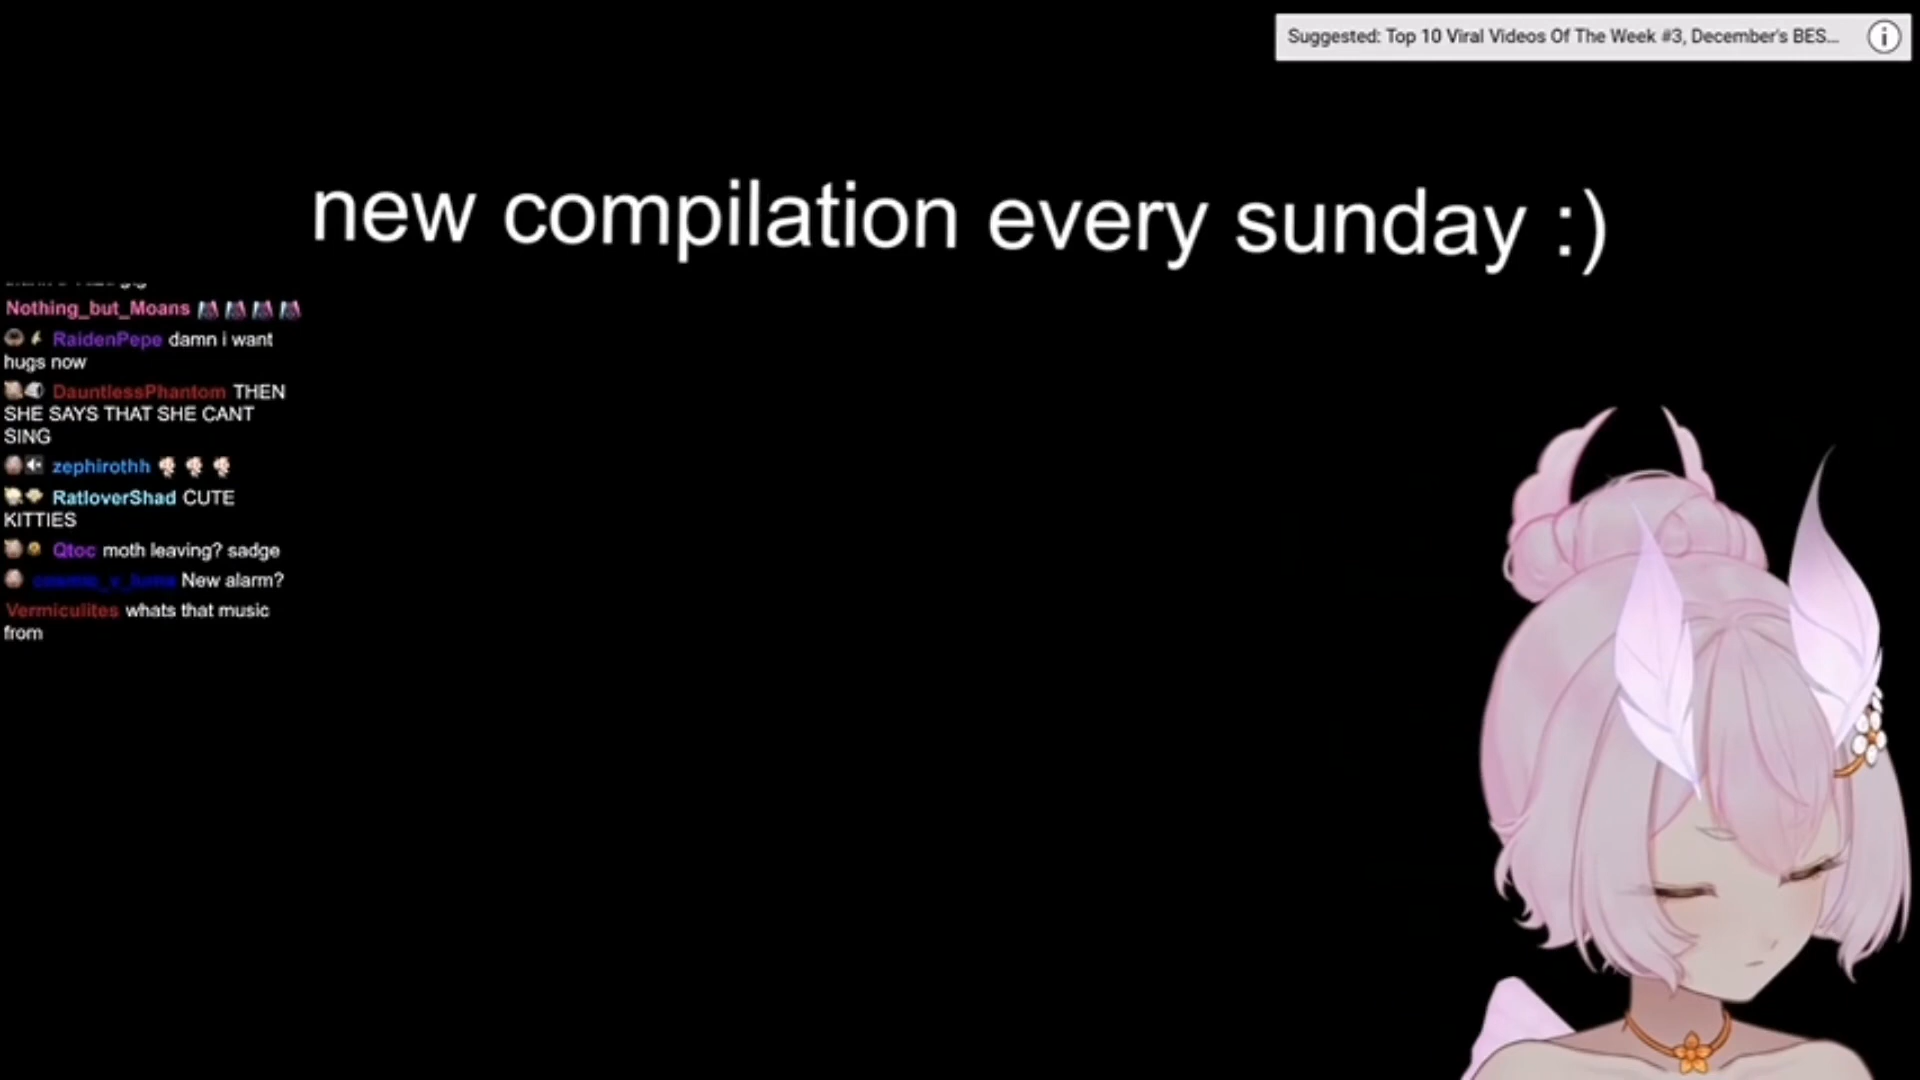 Suggested: Top 10 Viral Videos Of The Week #3, December's BES...
new compilation every sunday :)
Nothing_but_Moans
RaidenPepe damn i want
hugs now
DauntlessPhantom THEN
SHE SAYS THAT SHE CANT
SING
zephirothh
RatloverShad CUTE
KITTIES
Qtoc moth leaving? sadge
New alarm?
Vermiculites whats that music
from